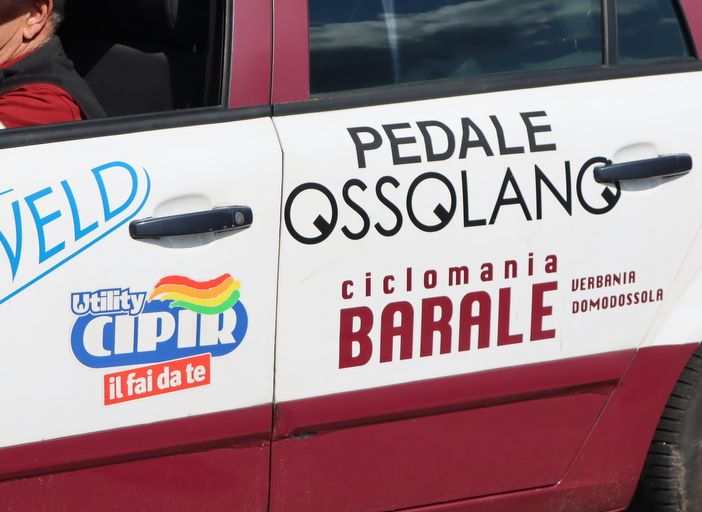 PEDALE
OSSOLANO
VELD
Utility
CIPIR
il fai da te
ciclomania
BARALE
VERBANIA
DOMODOSSOLA